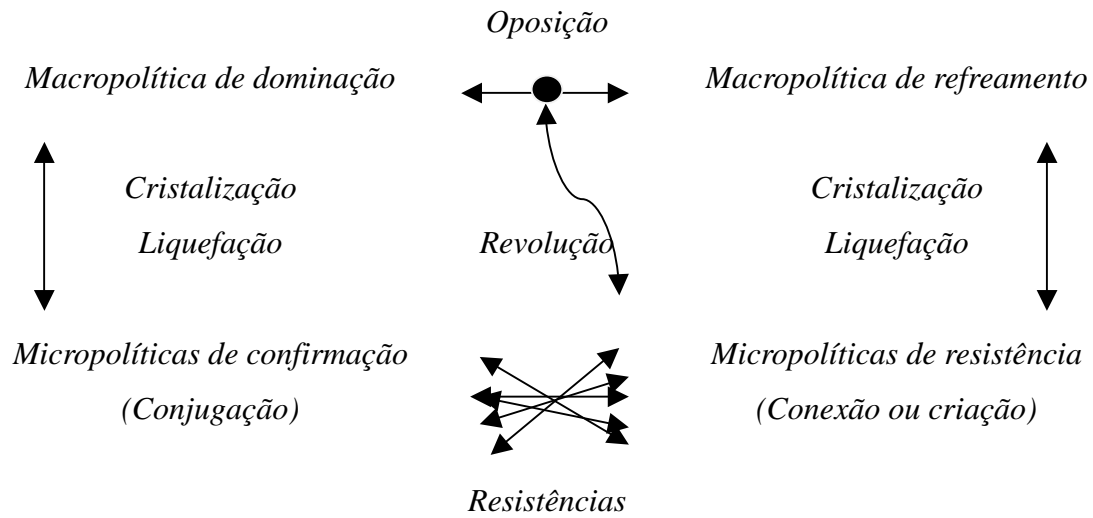 Oposição
Macropolítica de dominação
Macropolítica de refreamento
Cristalização
Liquefação
Revolução
Cristalização
Liquefação
Micropolíticas de confirmação
(Conjugação)
Micropolíticas de resistência
(Conexão ou criação)
Resistências